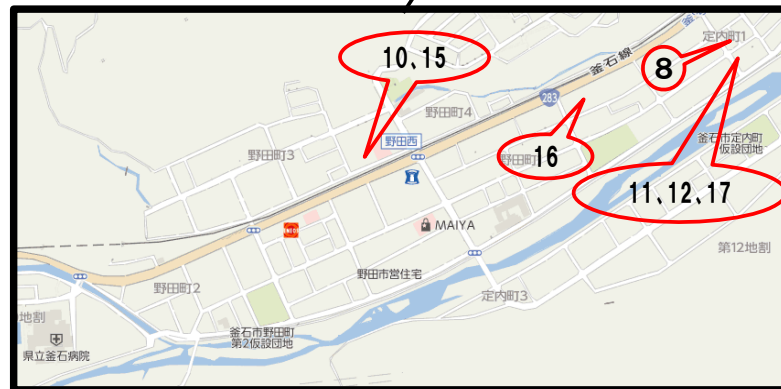 定内町1
10、15
釜石線
8
283
野田町4
野田西
野田町3
16
釜石市定内町
仮設団地
11、12、17
ENEOS
MAIYA
第12地割
野田市営住宅
野田町2
定内町3
地割
釜石市野田町
第2仮設団地
県立釜石病院